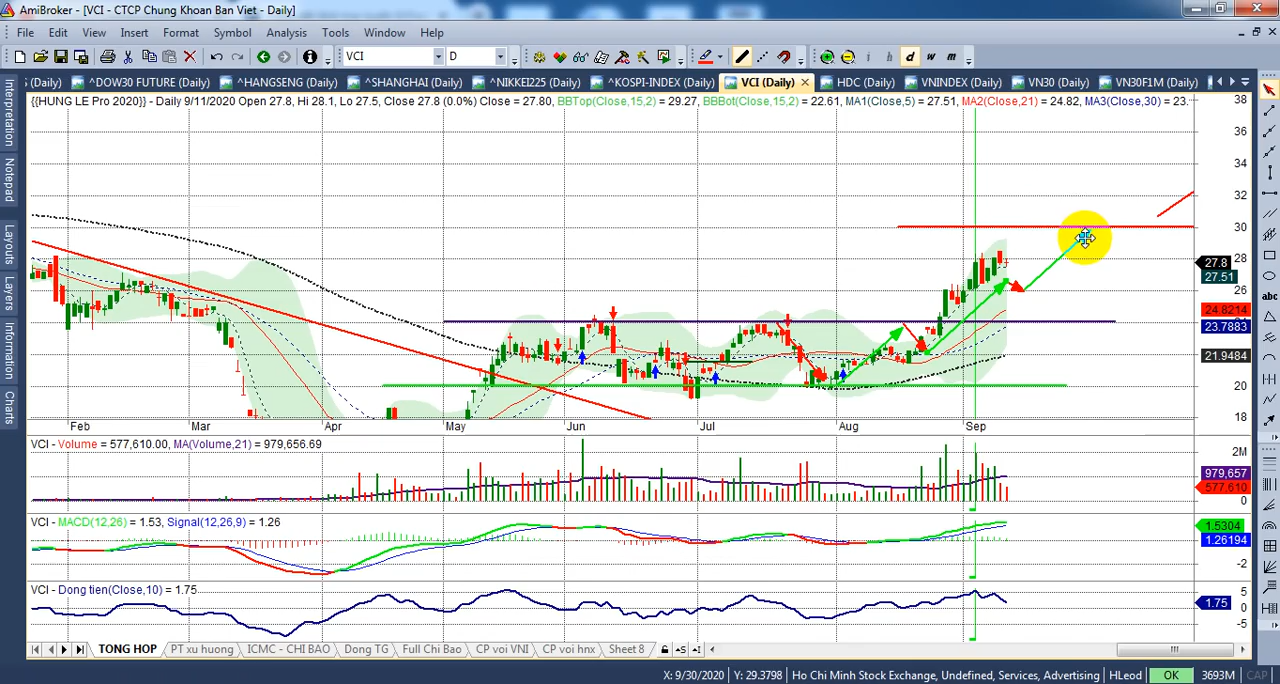 AmiBroker - [VCI - CTCP Chung Khoan Ban Viet - Daily]
File Edit View Insert Format Symbol Analysis Tools Window Help
VCI D i h d w m
(Daily) ^DOW30 FUTURE (Daily) ^HANGSENG (Daily) ^SHANGHAI (Daily) ^NIKKEI225 (Daily) ^KOSPI-INDEX (Daily) VCI (Daily) HDC (Daily) VNINDEX (Daily) VN30 (Daily) VN30F1M (Daily)
{{HUNG LE Pro 2020}} - Daily 9/11/2020 Open 27.8, Hi 28.1, Lo 27.5, Close 27.8 (0.0%) Close = 27.80, BBTop(Close,15,2) = 29.27, BBBot(Close,15,2) = 22.61, MA1(Close,5) = 27.51, MA2(Close,21) = 24.82, MA3(Close,30) = 23.
Interpretation
Notepad
Layouts
Layers
Information
Charts
38
36
34
32
30
28
27.8
27.51
26
24.8214
23.7883
22
21.9484
20
18
abc
Feb Mar Apr May Jun Jul Aug Sep
VCI - Volume = 577,610.00, MA(Volume,21) = 979,656.69
2M
979,657
577,610
0
VCI - MACD(12,26) = 1.53, Signal(12,26,9) = 1.26
1.5304
1.26194
-2
VCI - Dong tien(Close,10) = 1.75
5
1.75
0
-5
TONG HOP PT xu huong ICMC - CHI BAO Dong TG Full Chi Bao CP voi VNI CP voi hnx Sheet 8
X: 9/30/2020 Y: 29.3798 Ho Chi Minh Stock Exchange, Undefined, Services, Advertising HLeod OK 3693M CAP